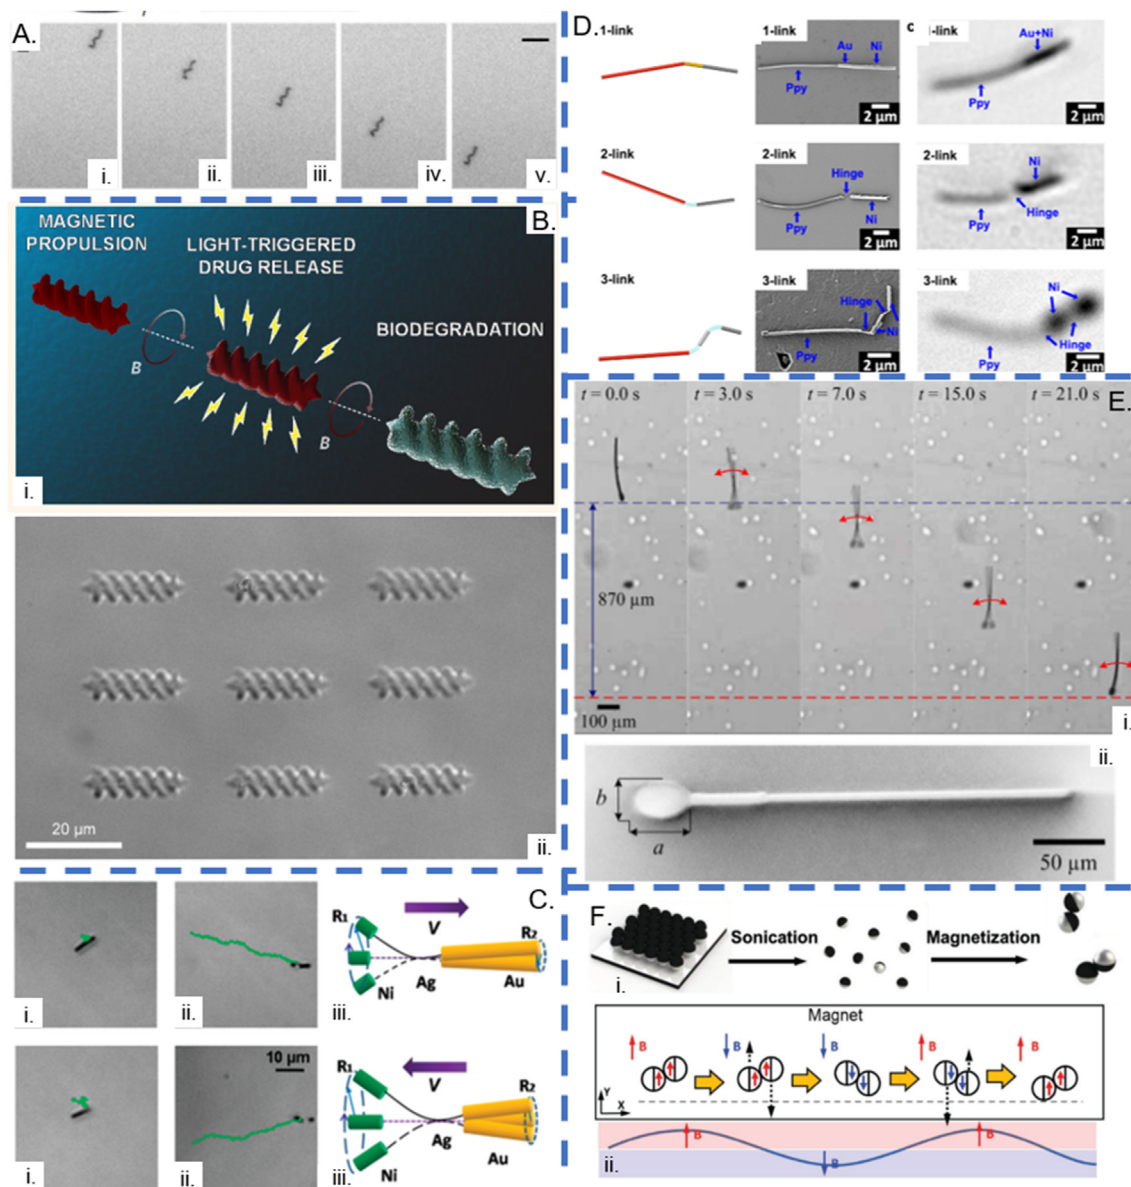 A.
i.
ii.
iii.
iv.
v.
B.
MAGNETIC
PROPULSION
LIGHT-TRIGGERED
DRUG RELEASE
BIODEGRADATION
B
B
i.
20 µm
ii.
C.
i.
ii.
R₁
V
R₂
Ni
Ag
Au
iii.
i.
10 µm
ii.
R₁
V
R₂
Ni
Ag
Au
iii.
D.
1-link
1-link
Au
Ni
Ppy
2 µm
c
1-link
Au+Ni
Ppy
2 µm
2-link
2-link
Hinge
Ppy
Ni
2 µm
2-link
Ni
Ppy
Hinge
2 µm
3-link
3-link
Hinge
Ni
Ppy
2 µm
3-link
Ni
Hinge
Ppy
2 µm
E.
t = 0.0 s
t = 3.0 s
t = 7.0 s
t = 15.0 s
t = 21.0 s
870 µm
100 µm
i.
ii.
b
a
50 µm
F.
Sonication
Magnetization
i.
Magnet
B
B
B
B
B
Y
X
B
B
B
ii.